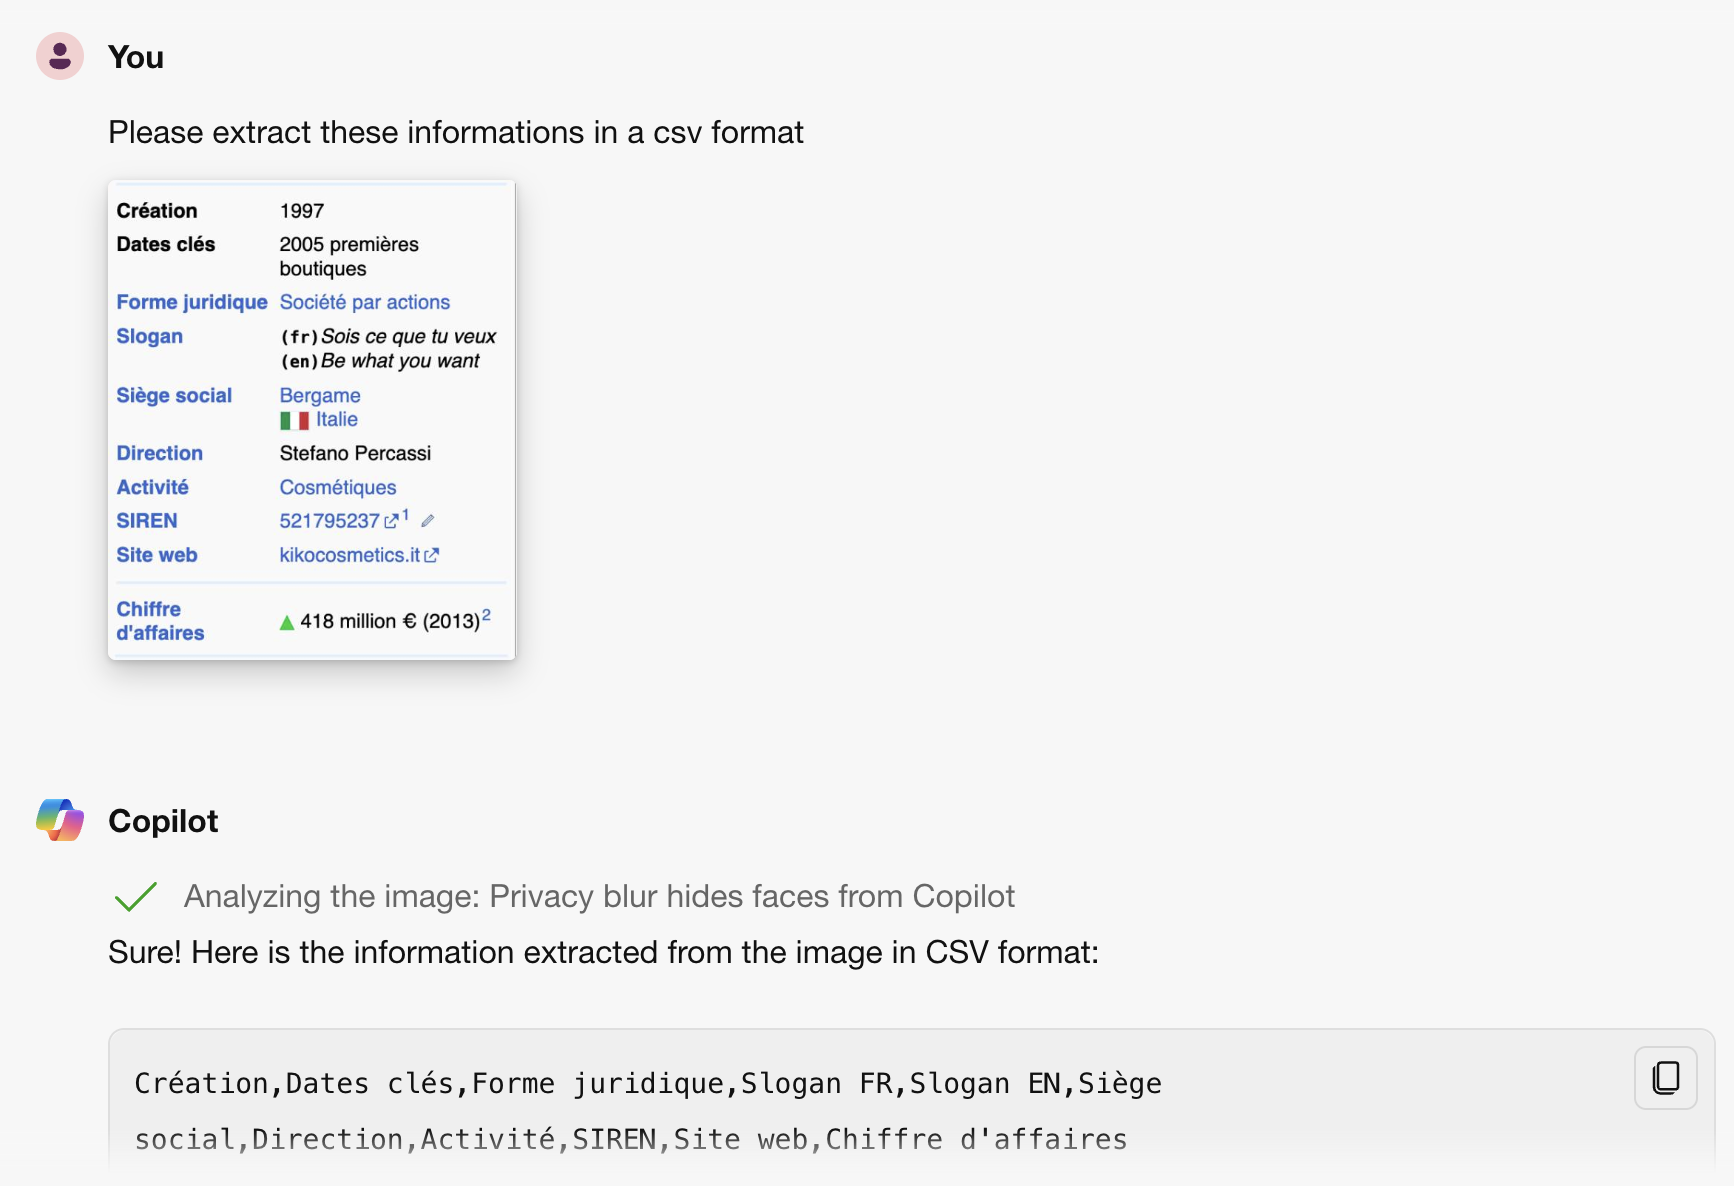 You
Please extract these informations in a csv format
Création 1997
Dates clés 2005 premières
boutiques
Forme juridique Société par actions
Slogan (fr) Sois ce que tu veux
(en) Be what you want
Siège social Bergame
Italie
Direction Stefano Percassi
Activité Cosmétiques
SIREN 521795237 1
Site web kikocosmetics.it
Chiffre
d'affaires ▲ 418 million € (2013) 2
Copilot
Analyzing the image: Privacy blur hides faces from Copilot
Sure! Here is the information extracted from the image in CSV format:
Création,Dates clés,Forme juridique,Slogan FR,Slogan EN,Siège
social,Direction,Activité,SIREN,Site web,Chiffre d'affaires